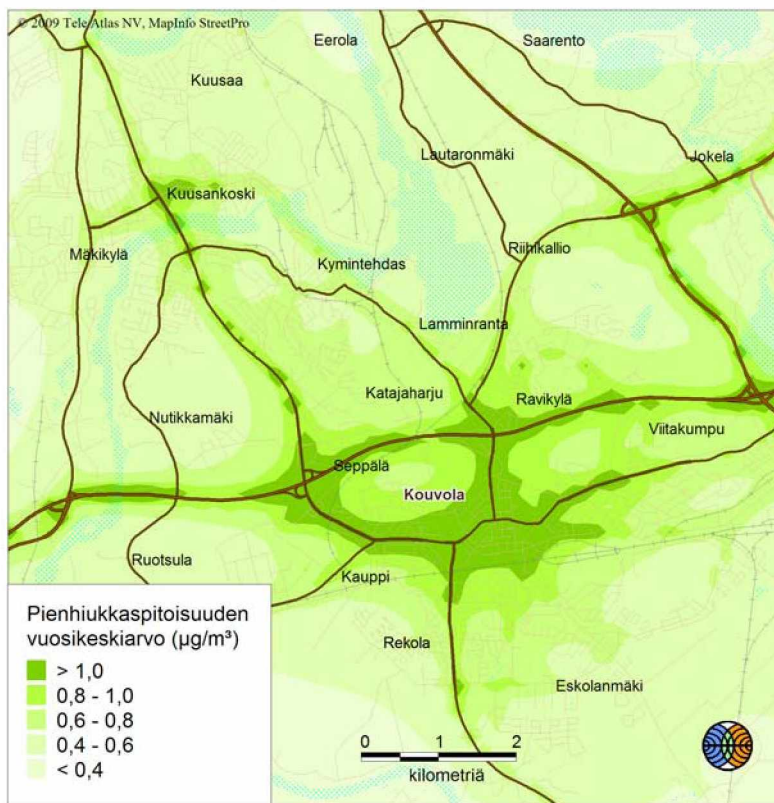 © 2009 Tele Atlas NV, MapInfo StreetPro
Eerola
Saarento
Kuusaa
Lautaronmäki
Jokela
Kuusankoski
Mäkikylä
Riihikallio
Kymintehdas
Lamminranta
Katajaharju
Ravikylä
Nutikkamäki
Viitakumpu
Seppälä
Kouvola
Ruotsula
Kauppi
Rekola
Eskolanmäki
Pienhiukkaspitoisuuden
vuosikeskiarvo (µg/m³)
> 1,0
0,8 - 1,0
0,6 - 0,8
0,4 - 0,6
< 0,4
0 1 2
kilometriä